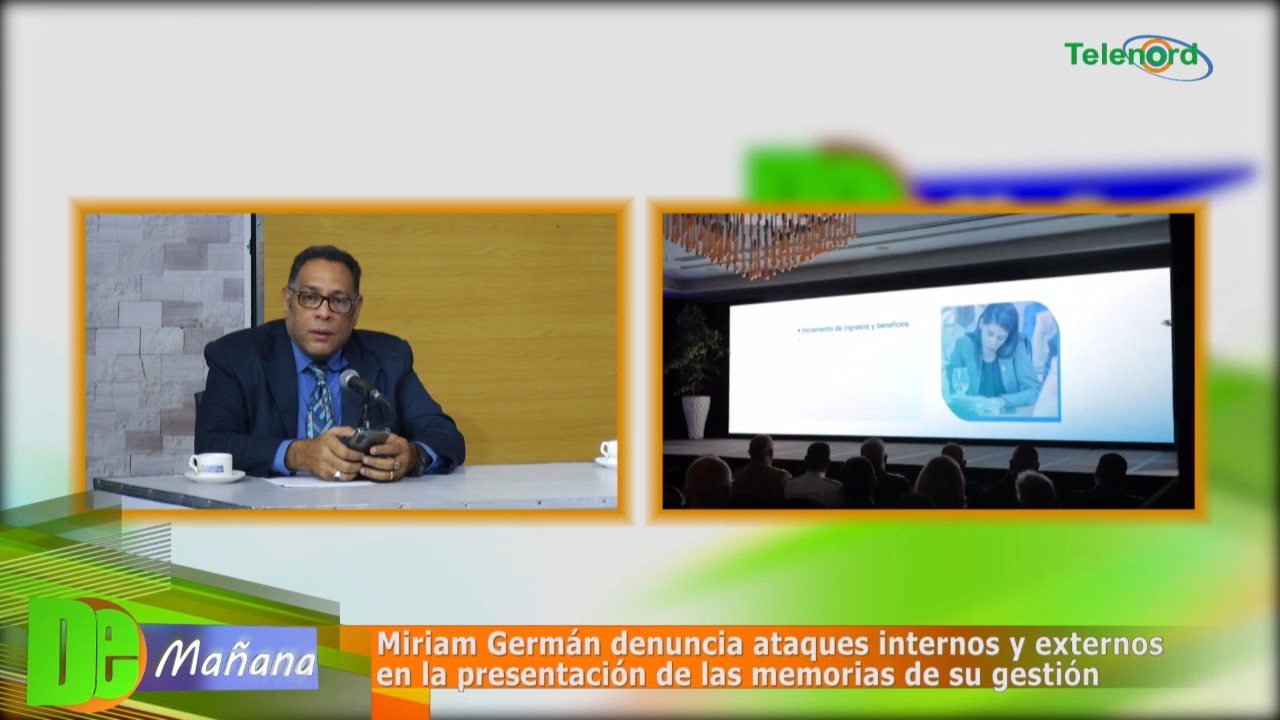 Telenord
• Incremento de ingresos y beneficios
De Mañana
Miriam Germán denuncia ataques internos y externos
en la presentación de las memorias de su gestión